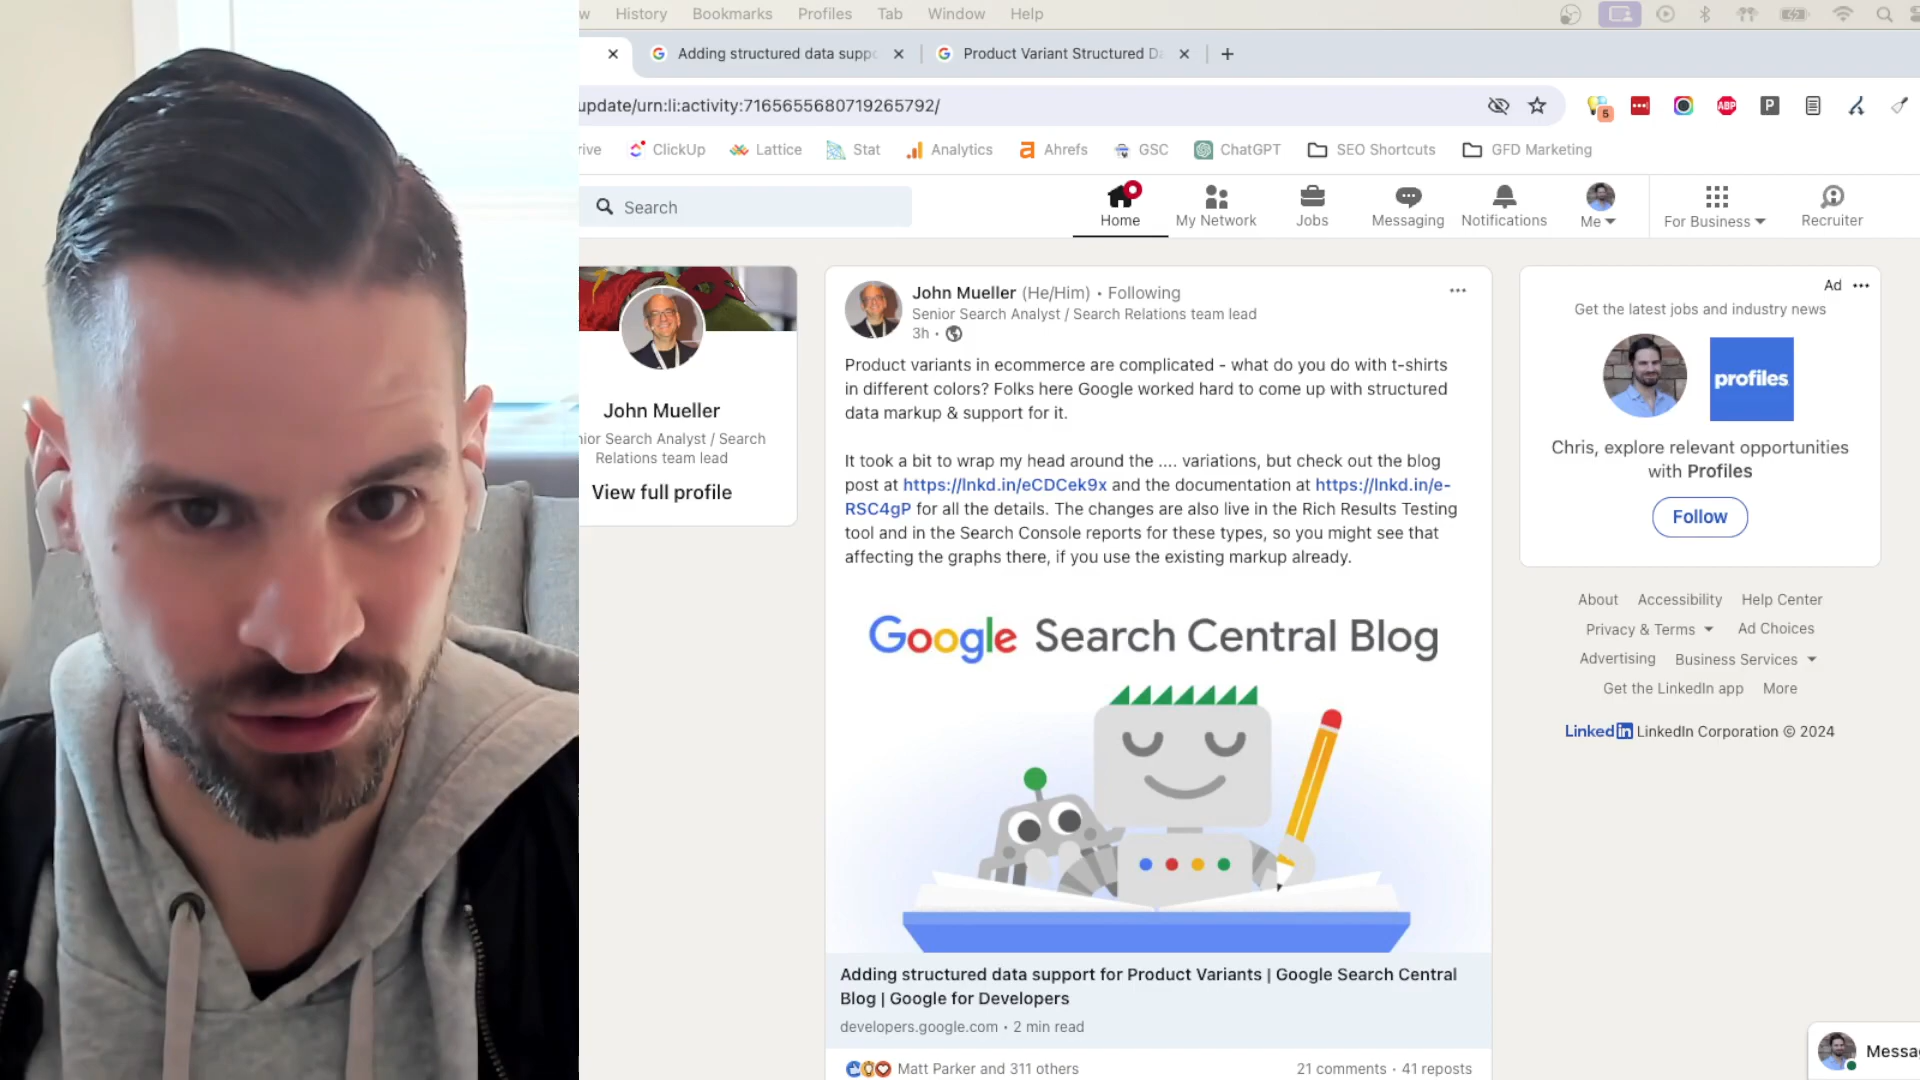 History Bookmarks Profiles Tab Window Help
Adding structured data supp
Product Variant Structured D
update/urn:li:activity:7165655680719265792/
5
ABP
P
ClickUp Lattice Stat Analytics Ahrefs GSC ChatGPT SEO Shortcuts GFD Marketing
Search
Home My Network Jobs Messaging Notifications Me For Business Recruiter
John Mueller
ior Search Analyst / Search
Relations team lead
View full profile
John Mueller (He/Him) • Following
Senior Search Analyst / Search Relations team lead
3h •
Product variants in ecommerce are complicated - what do you do with t-shirts
in different colors? Folks here Google worked hard to come up with structured
data markup & support for it.
It took a bit to wrap my head around the .... variations, but check out the blog
post at https://lnkd.in/eCDCek9x and the documentation at https://lnkd.in/e-
RSC4gP for all the details. The changes are also live in the Rich Results Testing
tool and in the Search Console reports for these types, so you might see that
affecting the graphs there, if you use the existing markup already.
Google Search Central Blog
Adding structured data support for Product Variants | Google Search Central
Blog | Google for Developers
developers.google.com • 2 min read
Matt Parker and 311 others
21 comments • 41 reposts
Ad
Get the latest jobs and industry news
profiles
Chris, explore relevant opportunities
with Profiles
Follow
About Accessibility Help Center
Privacy & Terms Ad Choices
Advertising Business Services
Get the LinkedIn app More
LinkedIn LinkedIn Corporation © 2024
Messa